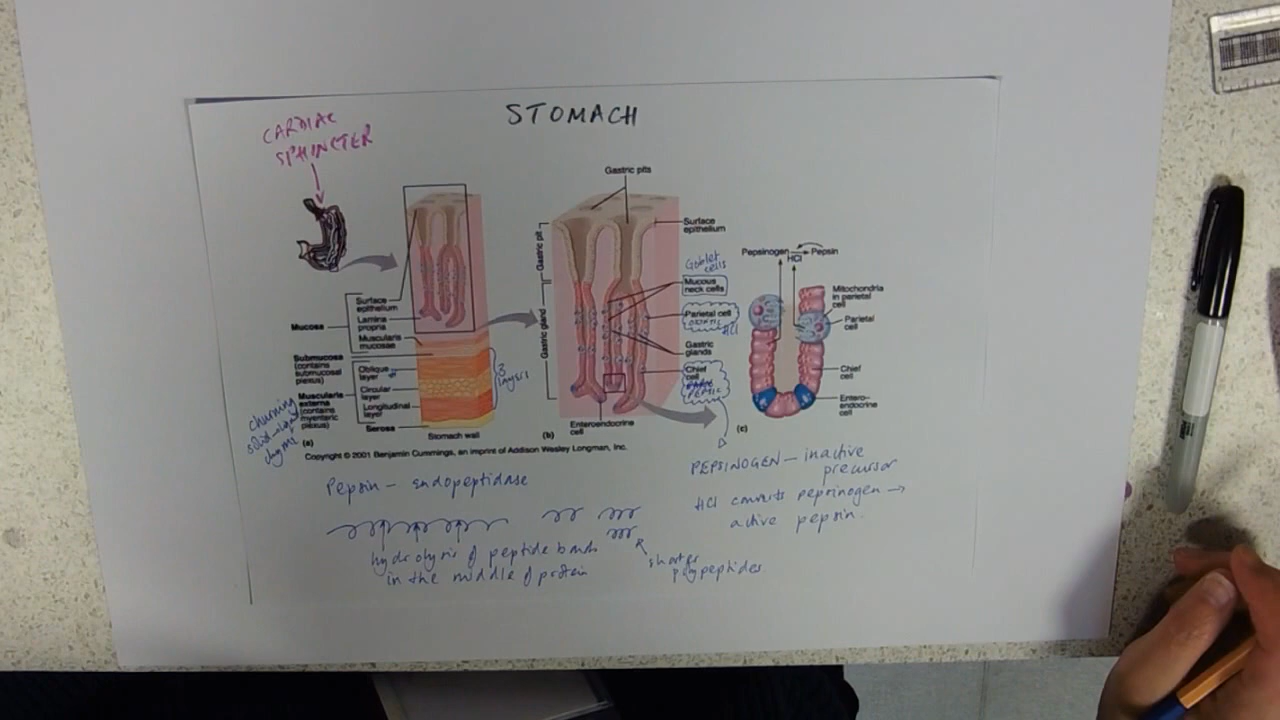 STOMACH
CARDIAC
SPHINCTER
Mucosa
Surface
epithelium
Lamina
propria
Muscularis
mucosae
Submucosa
(contains
submucosal
plexus)
Muscularis
externa
(contains
myenteric
plexus)
Oblique
layer
Circular
layer
Longitudinal
layer
Serosa
Stomach wall
(a)
3
layers
churning
solid
Gastric pits
Gastric pit
Gastric gland
Surface
epithelium
Goblet
cells
Mucous
neck cells
Parietal cell
OXYNTIC
HCl
Gastric
glands
Chief
cell
PEPTIC
Enteroendocrine
cell
(b)
Pepsinogen
HCl
Pepsin
Mitochondria
in parietal
cell
Parietal
cell
Chief
cell
Entero-
endocrine
cell
(c)
Copyright © 2001 Benjamin Cummings, an imprint of Addison Wesley Longman, Inc.
Pepsin - endopeptidase
hydrolysis of peptide bonds
in the middle of protein
shorter
polypeptides
PEPSINOGEN - inactive
precursor
HCl converts pepsinogen →
active pepsin.